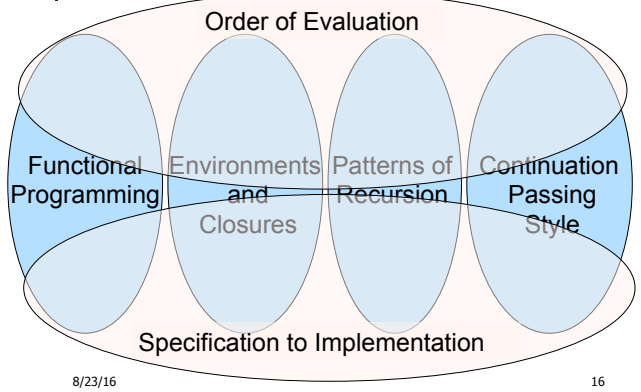 Order of Evaluation
Functional
Programming
Environments
and
Closures
Patterns of
Recursion
Continuation
Passing
Style
Specification to Implementation
8/23/16
16